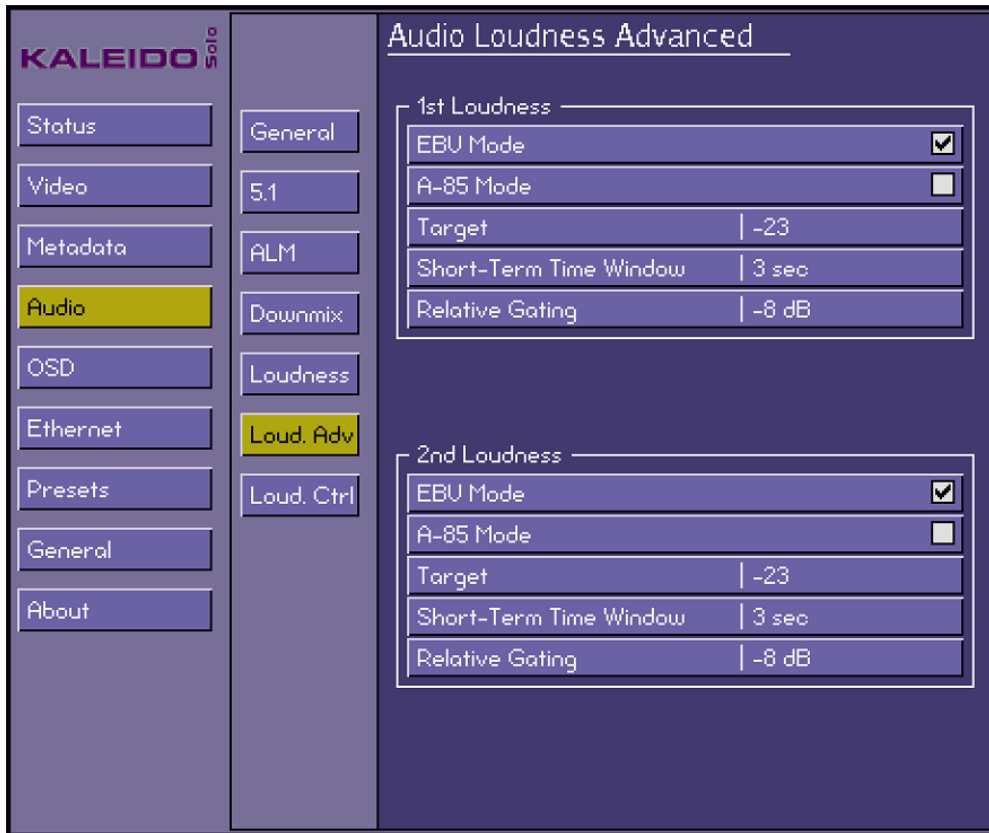 KALEIDO Solo
Status
Video
Metadata
Audio
OSD
Ethernet
Presets
General
About
General
5.1
ALM
Downmix
Loudness
Loud. Adv
Loud. Ctrl
Audio Loudness Advanced
1st Loudness
EBU Mode
A-85 Mode
Target -23
Short-Term Time Window 3 sec
Relative Gating -8 dB
2nd Loudness
EBU Mode
A-85 Mode
Target -23
Short-Term Time Window 3 sec
Relative Gating -8 dB